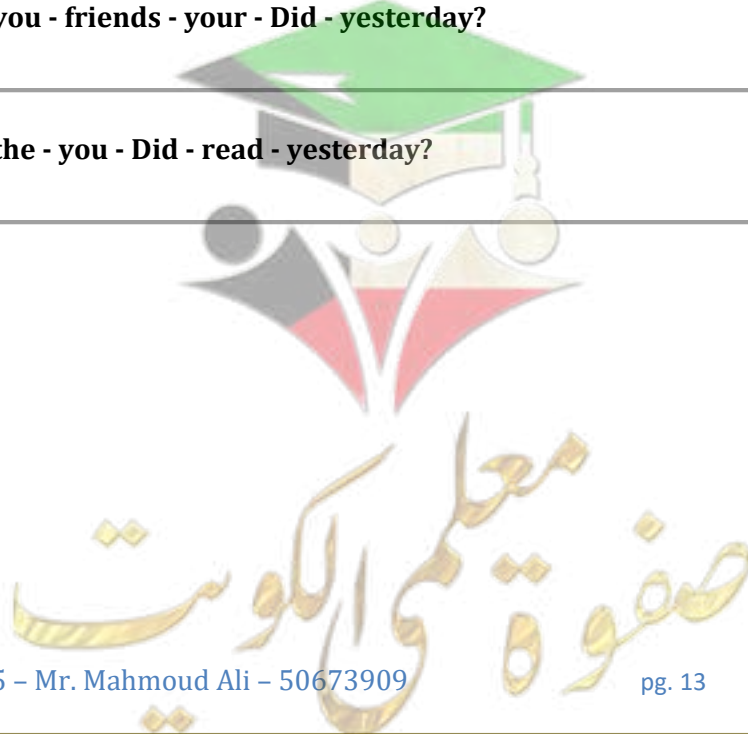 you - friends - your - Did - yesterday?
the - you - Did - read - yesterday?
صفوة معلمى الكويت
5 – Mr. Mahmoud Ali – 50673909 pg. 13